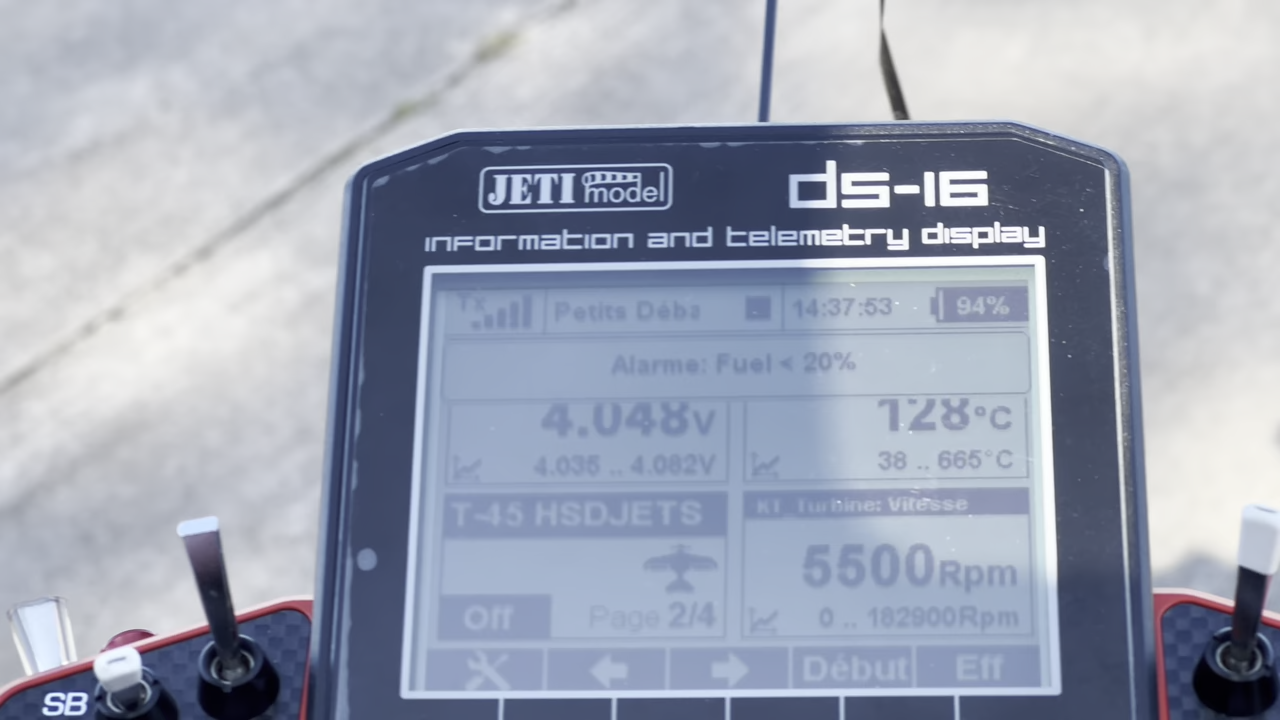 JETI model ds-16
information and telemetry display
Tx Petits Déba 14:37:53 94%
Alarme: Fuel < 20%
4.048V 128°C
4.035 .. 4.082V 38 .. 665°C
T-45 HSDJETS KT Turbine: Vitesse
5500Rpm
Off Page 2/4 0 .. 182900Rpm
Début Eff
SB